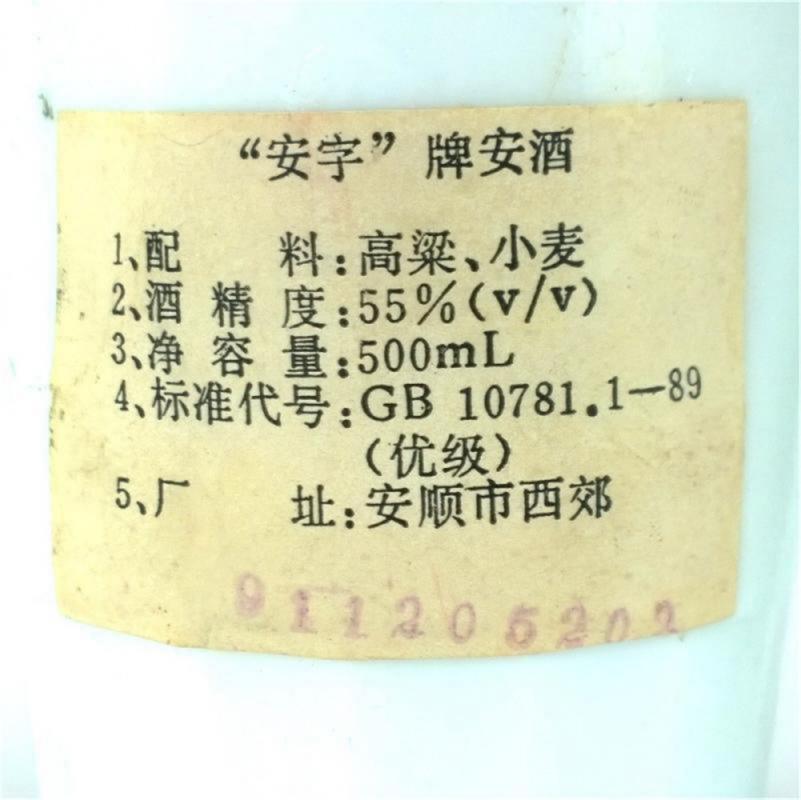 “安字”牌安酒
1、配 料:高粱、小麦
2、酒 精 度:55%(v/v)
3、净 容 量:500mL
4、标准代号:GB 10781.1—89
(优级)
5、厂 址:安顺市西郊
911205202